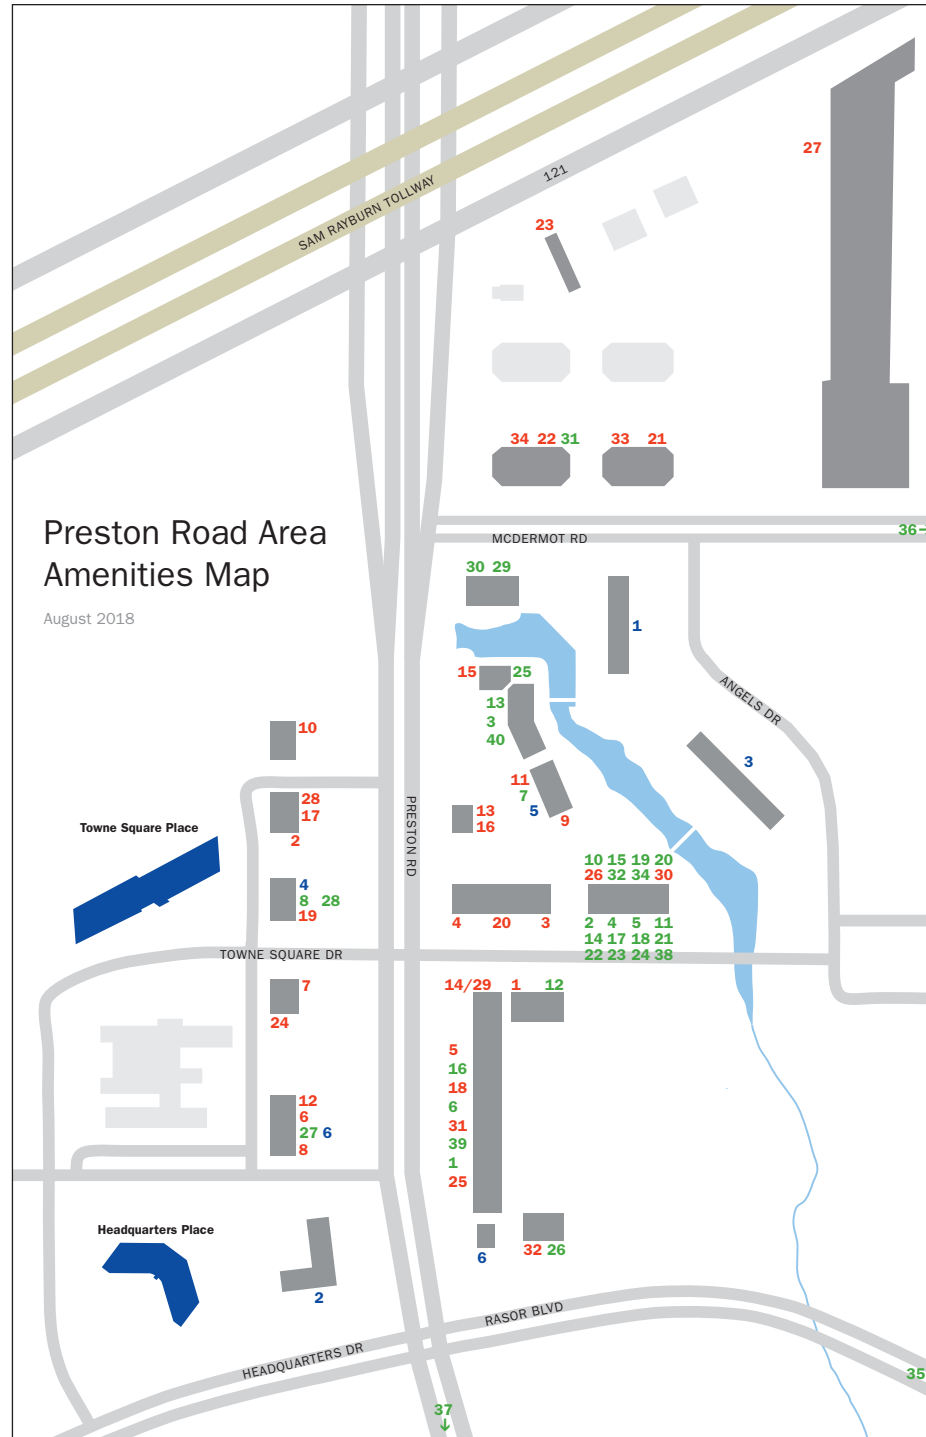 121
27
SAM RAYBURN TOLLWAY
23
34 22 31 33 21
Preston Road Area
Amenities Map
August 2018
36
MCDERMOT RD
30 29
1
15 25
13
3
40
ANGELS DR
10
3
11
7
5
9
28
17
2
PRESTON RD
13
16
Towne Square Place
4
8 28
19
10 15 19 20
26 32 34 30
4 20 3
2 4 5 11
14 17 18 21
22 23 24 38
TOWNE SQUARE DR
7
24
14/29 1 12
5
16
18
6
31
39
1
25
12
6
27 6
8
Headquarters Place
2
6
32 26
RASOR BLVD
HEADQUARTERS DR
35
37